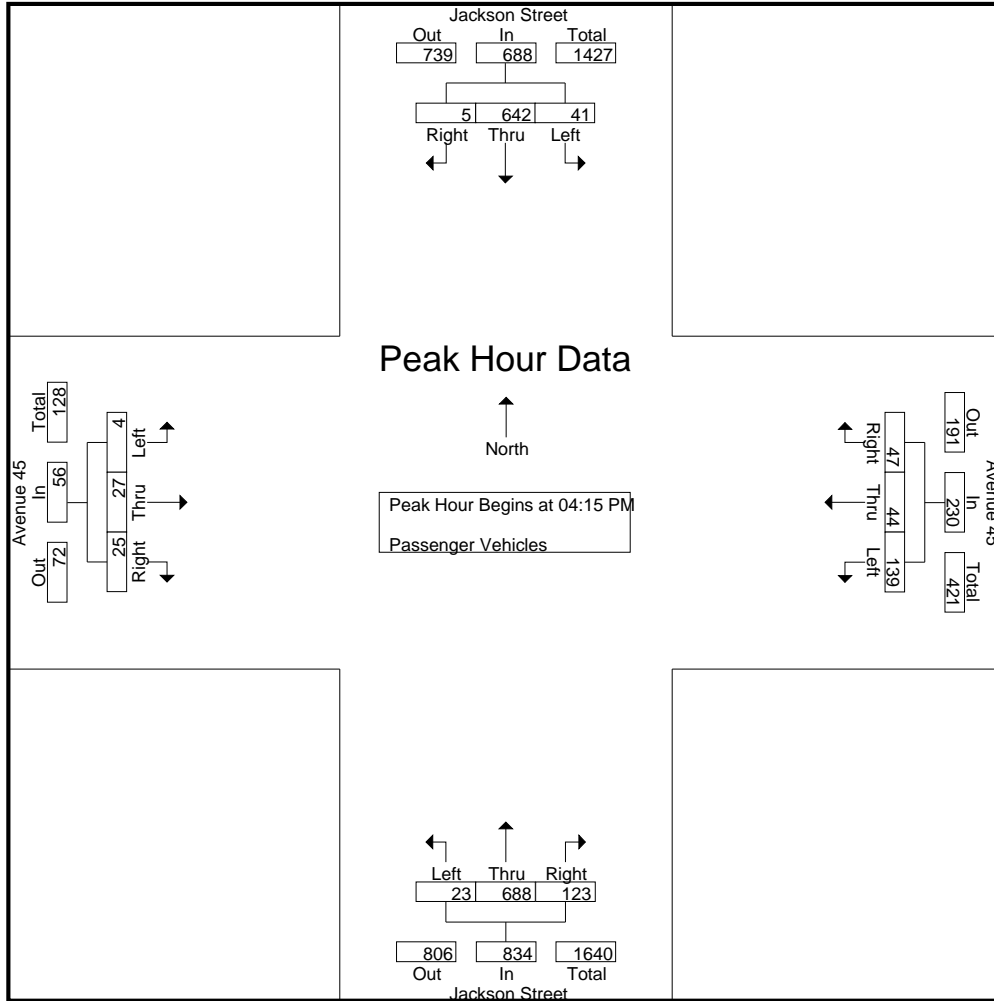 Jackson Street
Out In Total
739 688 1427
5 642 41
Right Thru Left
Peak Hour Data
North
Peak Hour Begins at 04:15 PM
Passenger Vehicles
Avenue 45
Total In Out
128 56 72
4 27 25
Left Thru Right
Right Thru Left
47 44 139
Out In Total
191 230 421
Avenue 45
Left Thru Right
23 688 123
806 834 1640
Out In Total
Jackson Street